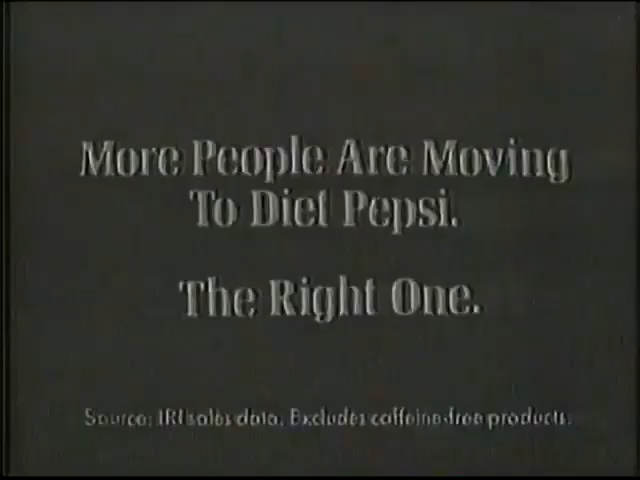 More People Are Moving
To Diet Pepsi.
The Right One.
Source: IRI sales data. Excludes caffeine-free products.